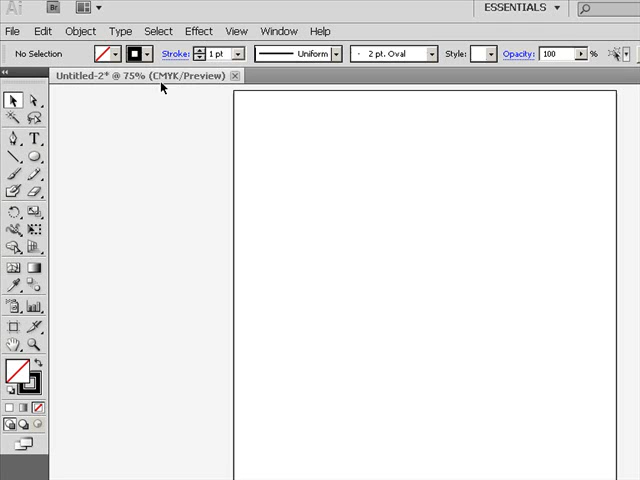 Ai Br ESSENTIALS
File Edit Object Type Select Effect View Window Help
No Selection Stroke: 1 pt Uniform 2 pt. Oval Style: Opacity: 100 %
Untitled-2* @ 75% (CMYK/Preview)
T